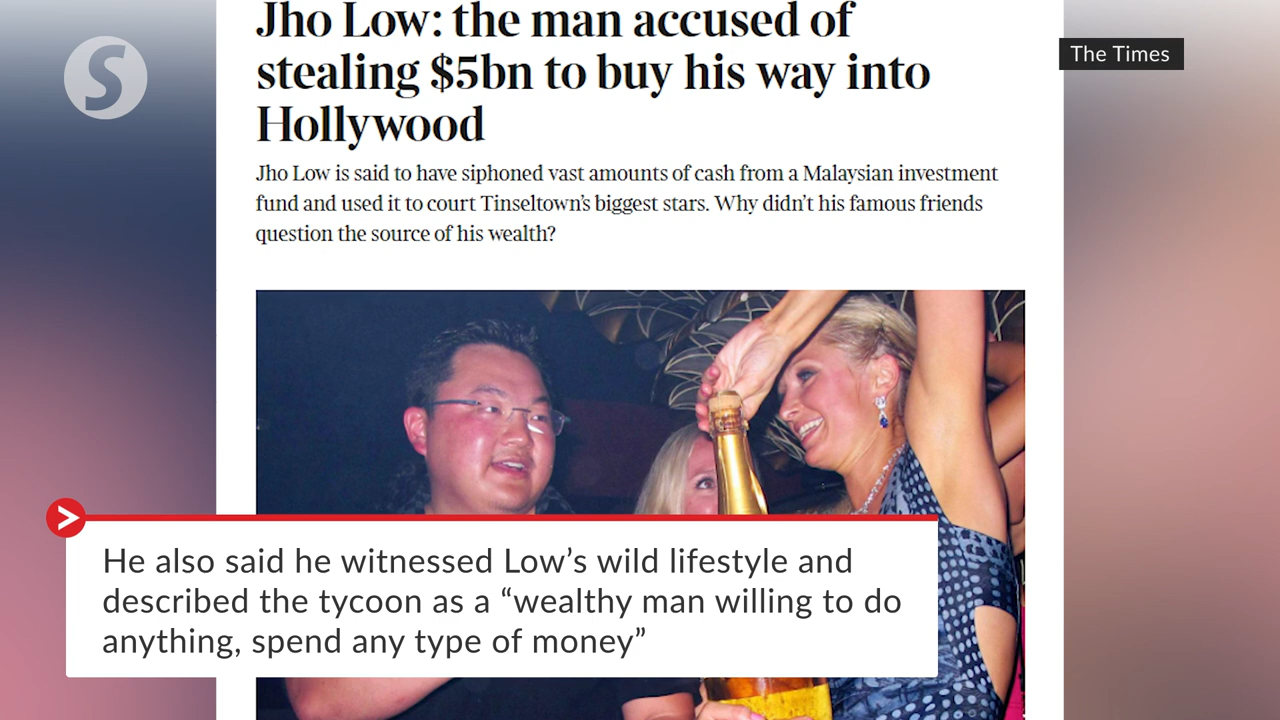 Jho Low: the man accused of
stealing $5bn to buy his way into
Hollywood
Jho Low is said to have siphoned vast amounts of cash from a Malaysian investment
fund and used it to court Tinseltown’s biggest stars. Why didn’t his famous friends
question the source of his wealth?
The Times
S
He also said he witnessed Low’s wild lifestyle and
described the tycoon as a “wealthy man willing to do
anything, spend any type of money”